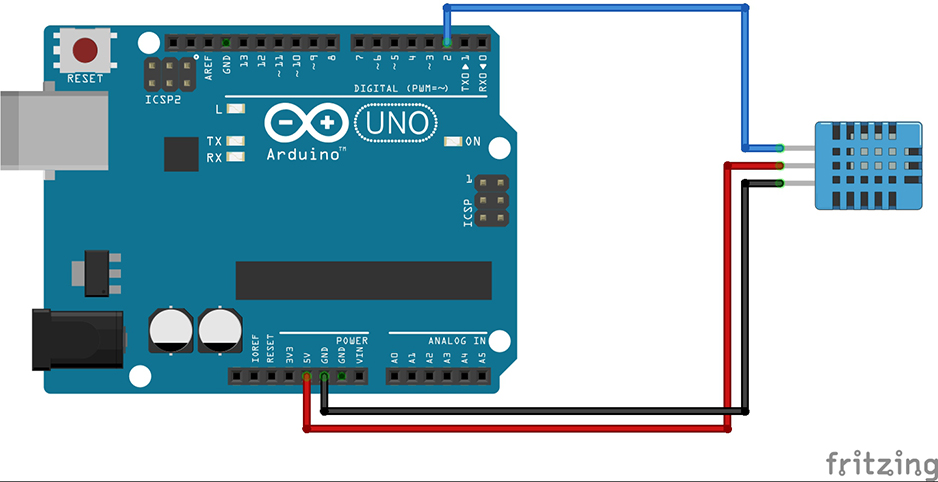 RESET
ICSP2
AREF
GND
13
12
~11
~10
~9
8
7
~6
~5
4
~3
2
TX0▶1
RX0◀0
DIGITAL (PWM=~)
L
TX
RX
Arduino™
UNO
ON
1
ICSP
IOREF
RESET
3V3
5V
GND
GND
VIN
POWER
ANALOG IN
A0
A1
A2
A3
A4
A5
fritzing